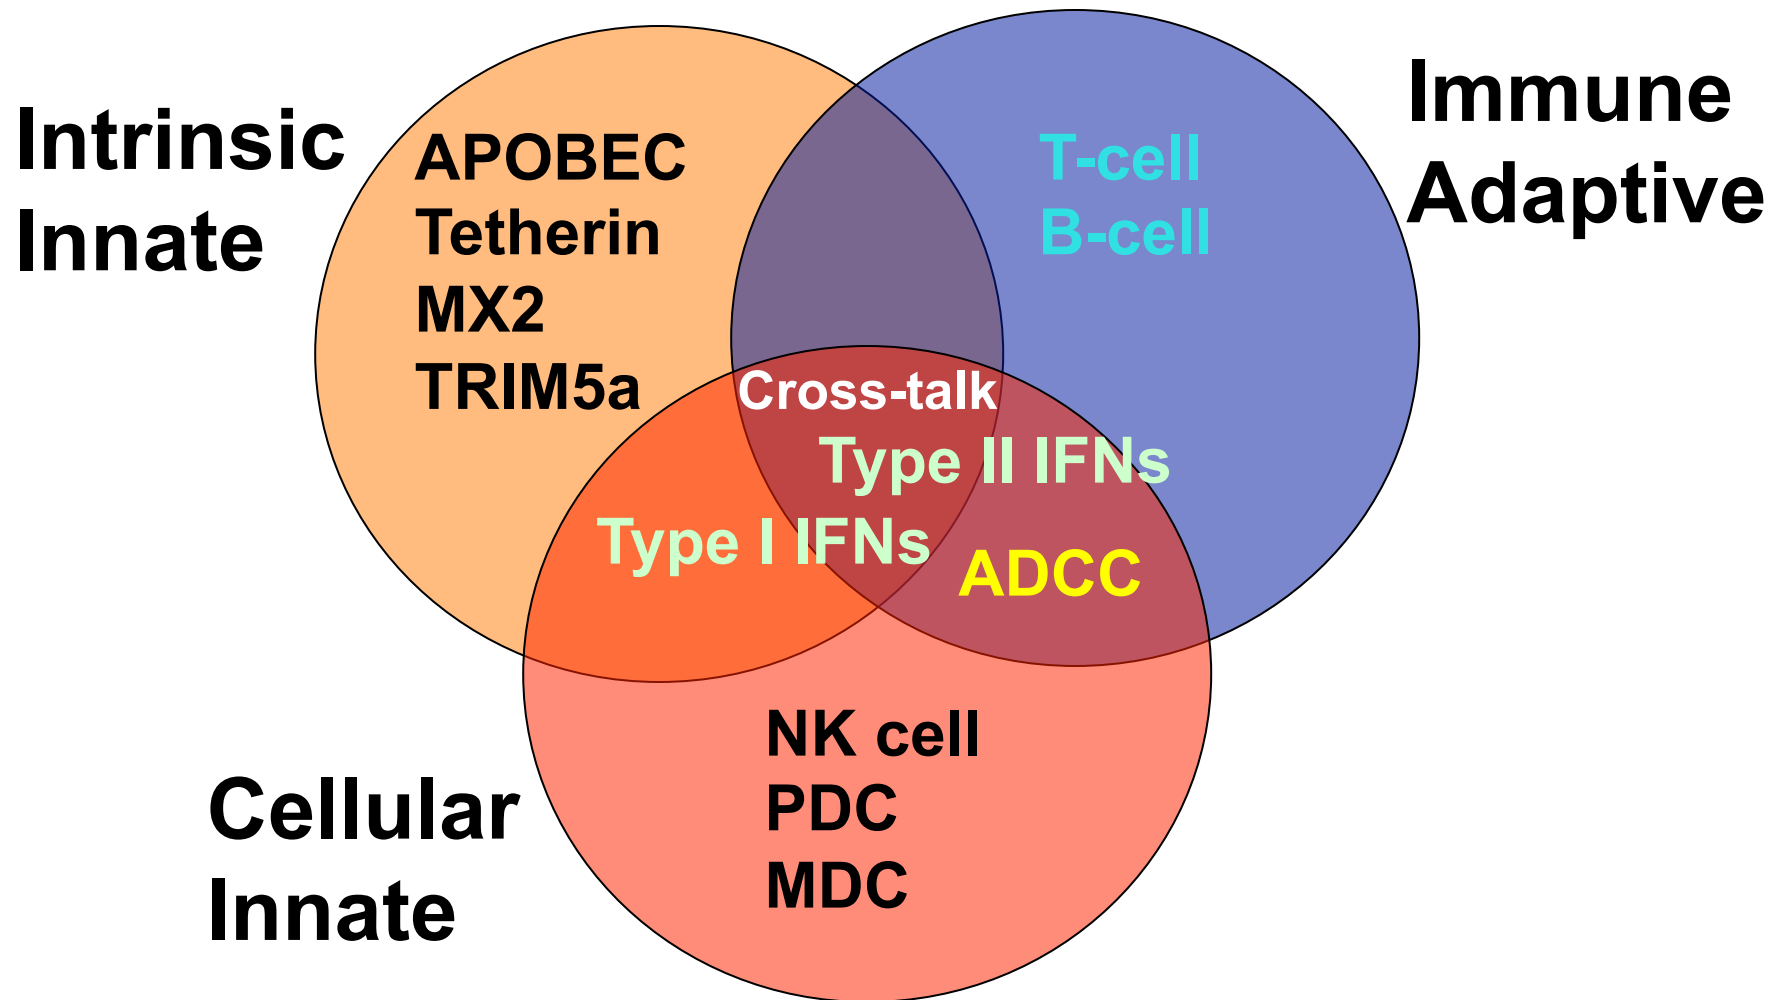 Intrinsic
Innate
APOBEC
Tetherin
MX2
TRIM5a
T-cell
B-cell
Immune
Adaptive
Cross-talk
Type II IFNs
Type I IFNs
ADCC
NK cell
PDC
MDC
Cellular
Innate